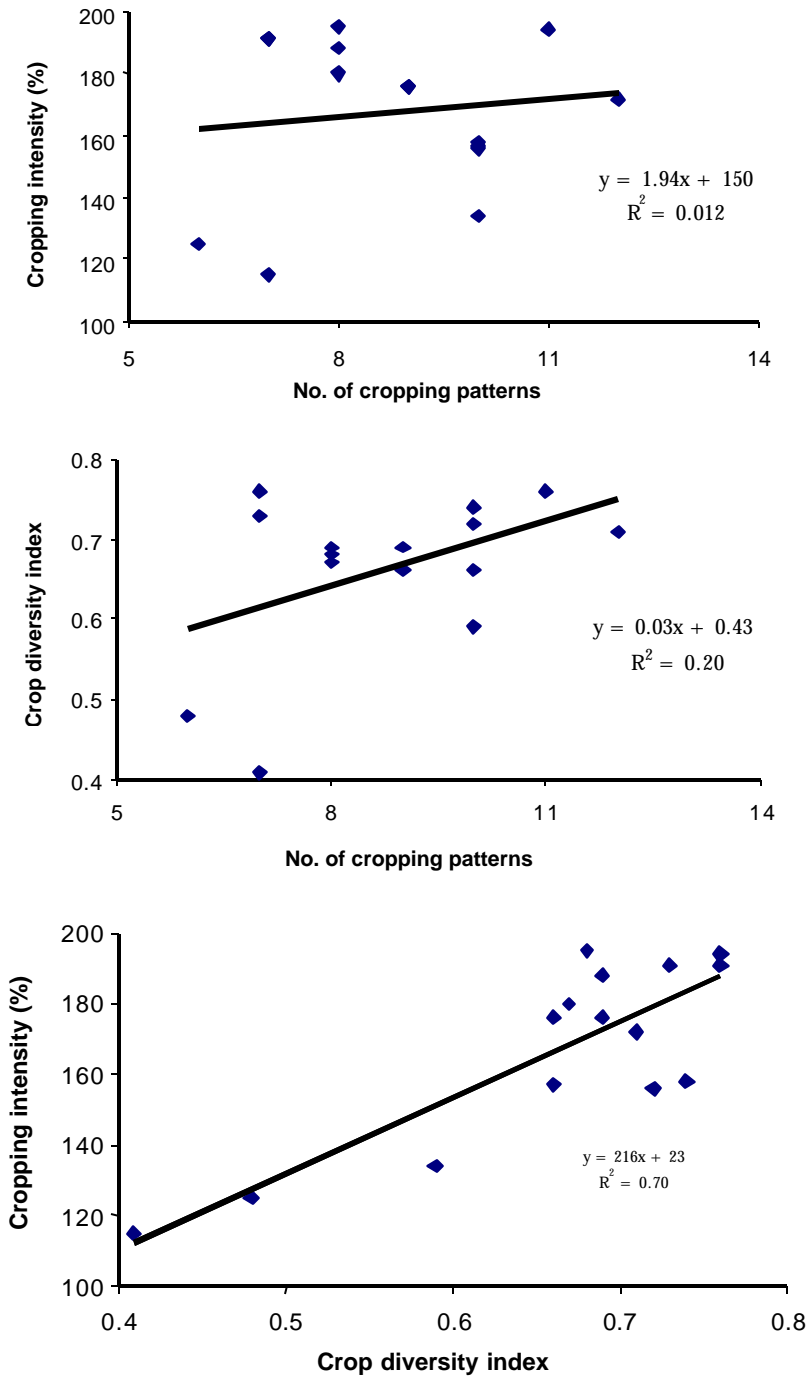 200
180
160
140
120
100
Cropping intensity (%)
y = 1.94x + 150
R² = 0.012
5 8 11 14
No. of cropping patterns
0.8
0.7
0.6
0.5
0.4
Crop diversity index
y = 0.03x + 0.43
R² = 0.20
5 8 11 14
No. of cropping patterns
200
180
160
140
120
100
Cropping intensity (%)
y = 216x + 23
R² = 0.70
0.4 0.5 0.6 0.7 0.8
Crop diversity index